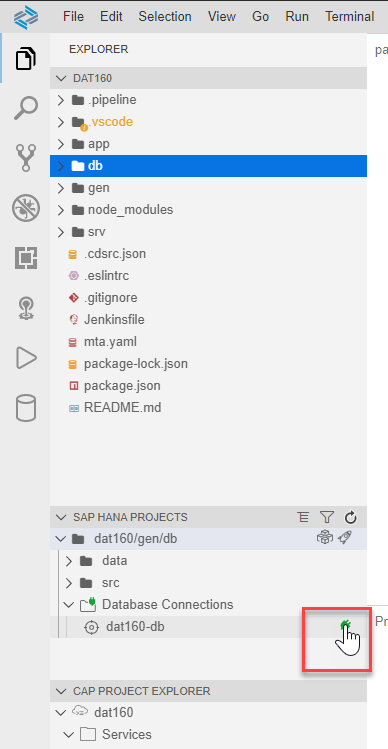 File Edit Selection View Go Run Terminal
EXPLORER
DAT160
.pipeline
.vscode
app
db
gen
node_modules
srv
.cdsrc.json
.eslintrc
.gitignore
Jenkinsfile
mta.yaml
package-lock.json
package.json
README.md
SAP HANA PROJECTS
dat160/gen/db
data
src
Database Connections
dat160-db
CAP PROJECT EXPLORER
dat160
Services
pa
Pr